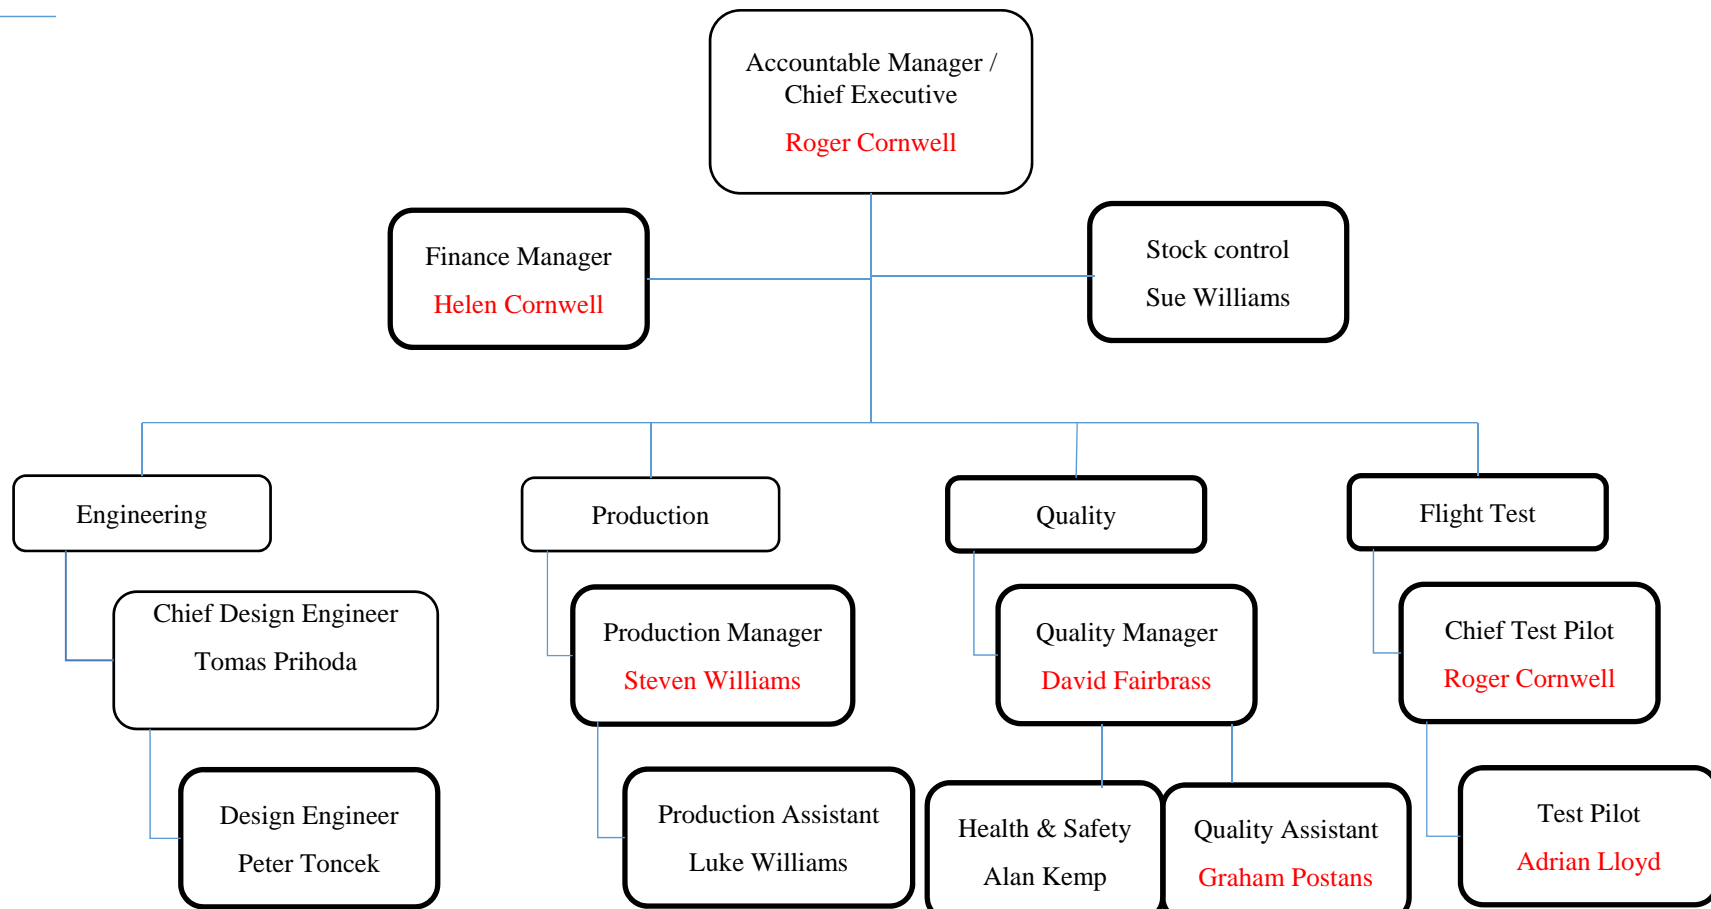 Accountable Manager /
Chief Executive
Roger Cornwell
Finance Manager
Helen Cornwell
Stock control
Sue Williams
Engineering
Production
Quality
Flight Test
Chief Design Engineer
Tomas Prihoda
Production Manager
Steven Williams
Quality Manager
David Fairbrass
Chief Test Pilot
Roger Cornwell
Design Engineer
Peter Toncek
Production Assistant
Luke Williams
Health & Safety
Alan Kemp
Quality Assistant
Graham Postans
Test Pilot
Adrian Lloyd